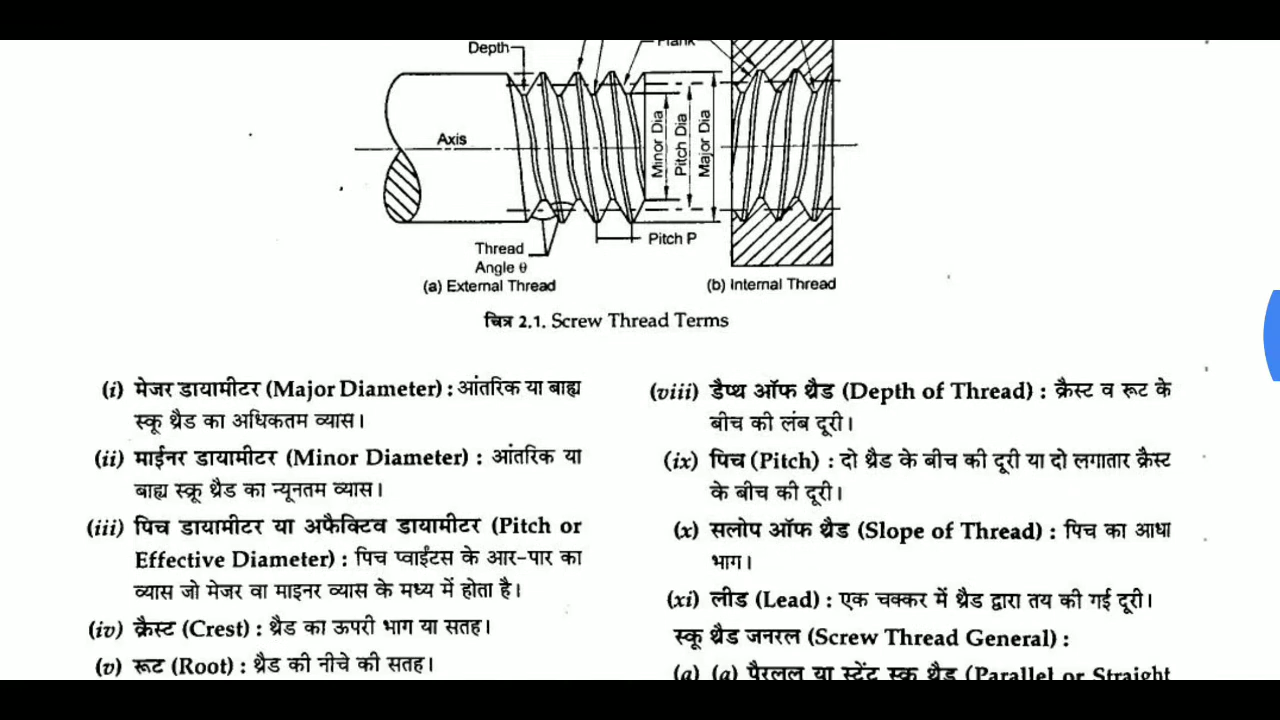 Depth
Flank
Axis
Minor Dia
Pitch Dia
Major Dia
Thread
Angle θ
Pitch P
(a) External Thread
(b) Internal Thread
चित्र 2.1. Screw Thread Terms
(i) मेजर डायामीटर (Major Diameter) : आंतरिक या बाह्य
स्क्रू थ्रैड का अधिकतम व्यास।
(ii) माईनर डायामीटर (Minor Diameter) : आंतरिक या
बाह्य स्क्रू थ्रैड का न्यूनतम व्यास।
(iii) पिच डायामीटर या अफैक्टिव डायामीटर (Pitch or
Effective Diameter) : पिच प्वाईंटस के आर-पार का
व्यास जो मेजर वा माइनर व्यास के मध्य में होता है।
(iv) क्रैस्ट (Crest) : थ्रैड का ऊपरी भाग या सतह।
(v) रूट (Root) : थ्रैड की नीचे की सतह।
(viii) डैप्थ ऑफ थ्रैड (Depth of Thread) : क्रैस्ट व रूट के
बीच की लंब दूरी।
(ix) पिच (Pitch) : दो थ्रैड के बीच की दूरी या दो लगातार क्रैस्ट
के बीच की दूरी।
(x) सलोप ऑफ थ्रैड (Slope of Thread) : पिच का आधा
भाग।
(xi) लीड (Lead) : एक चक्कर में थ्रैड द्वारा तय की गई दूरी।
स्क्रू थ्रैड जनरल (Screw Thread General) :
(a) (a) पैरलल या स्टेंट स्क्रू थ्रैड (Parallel or Straight